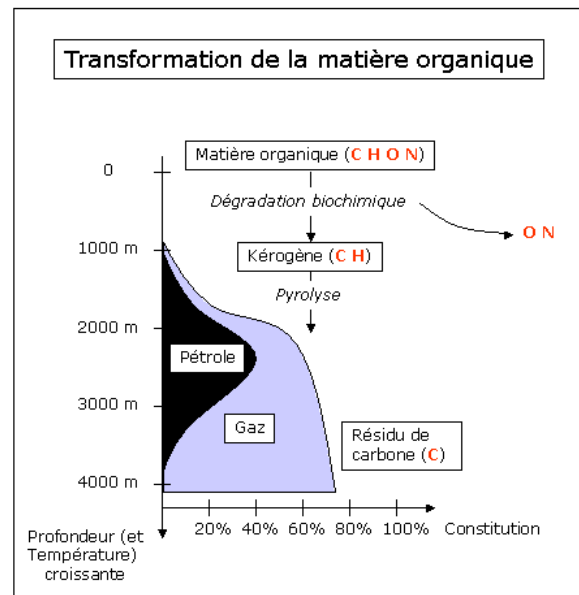 Transformation de la matière organique
Matière organique (C H O N)
0
Dégradation biochimique
O N
1000 m
Kérogène (C H)
Pyrolyse
2000 m
Pétrole
3000 m
Gaz
Résidu de
carbone (C)
4000 m
20% 40% 60% 80% 100%
Constitution
Profondeur (et
Température)
croissante